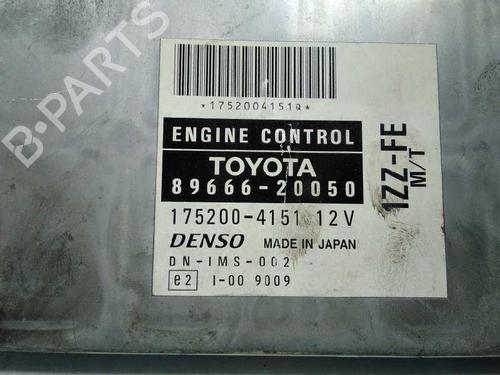 *1752004151Q*
ENGINE CONTROL
TOYOTA
89666-20050
175200-4151 12V
DENSO MADE IN JAPAN
DN-IMS-002
e2 I-00 9009
1ZZ-FE
M/T
B-PARTS